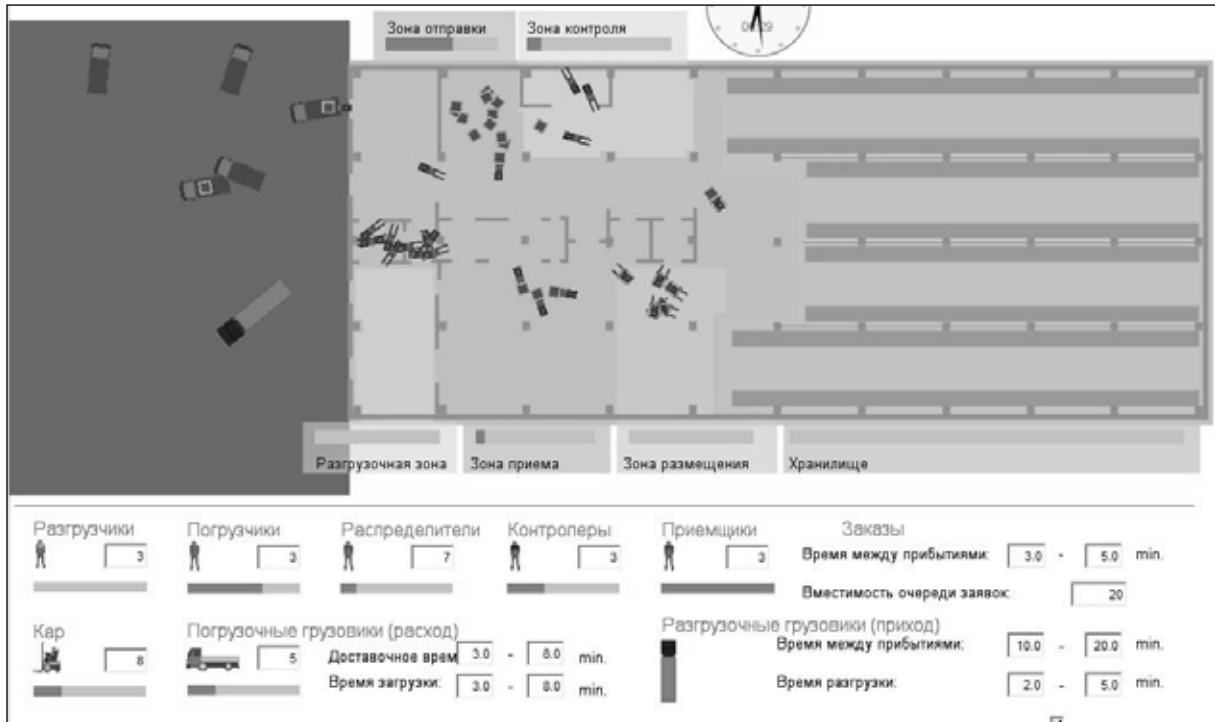 Зона отправки
Зона контроля
Разгрузочная зона
Зона приема
Зона размещения
Хранилище
Разгрузчики
3
Погрузчики
3
Распределители
7
Контролеры
3
Приемщики
3
Заказы
Время между прибытиями: 3.0 - 5.0 min.
Вместимость очереди заявок: 20
Кар
8
Погрузочные грузовики (расход)
5
Доставочное врем 3.0 - 8.0 min.
Время загрузки: 3.0 - 8.0 min.
Разгрузочные грузовики (приход)
Время между прибытиями: 10.0 - 20.0 min.
Время разгрузки: 2.0 - 5.0 min.